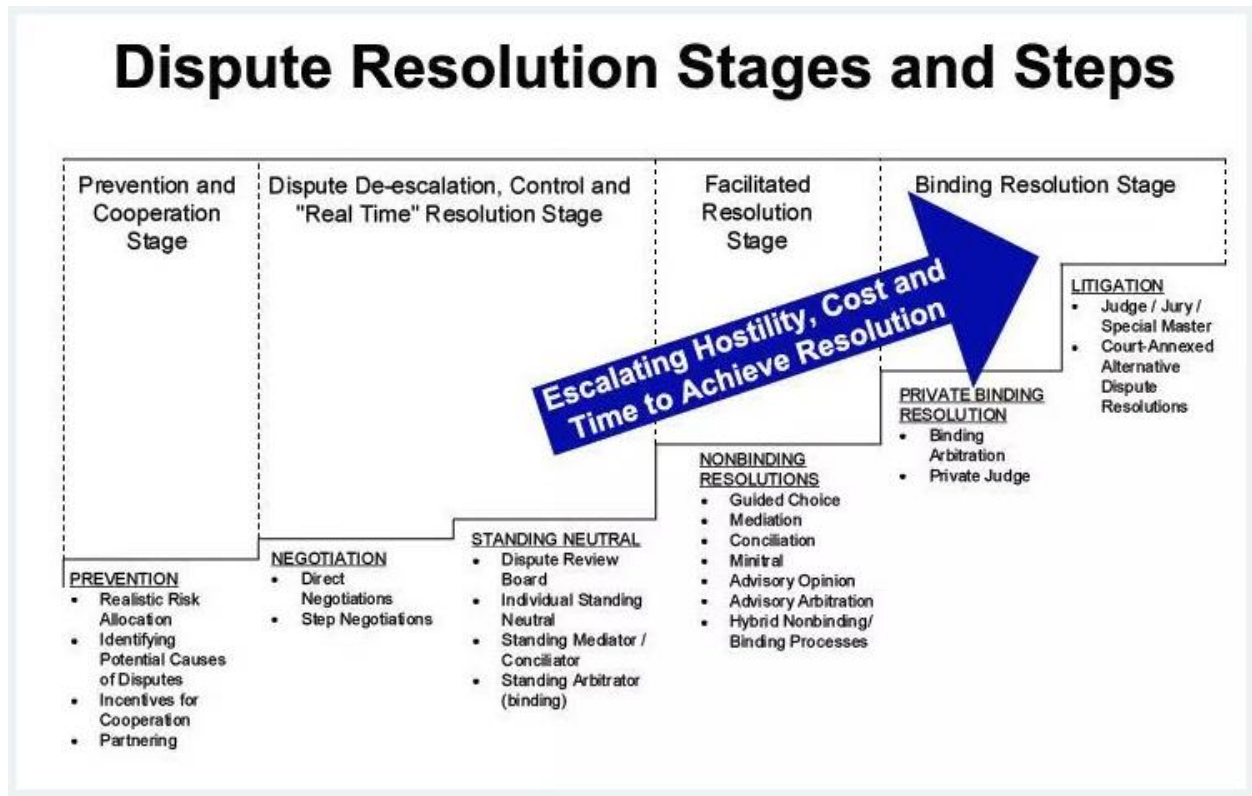 Dispute Resolution Stages and Steps
Prevention and
Cooperation
Stage
Dispute De-escalation, Control and
"Real Time" Resolution Stage
Facilitated
Resolution
Stage
Binding Resolution Stage
Escalating Hostility, Cost and
Time to Achieve Resolution
PREVENTION
• Realistic Risk
Allocation
• Identifying
Potential Causes
of Disputes
• Incentives for
Cooperation
• Partnering
NEGOTIATION
• Direct
Negotiations
• Step Negotiations
STANDING NEUTRAL
• Dispute Review
Board
• Individual Standing
Neutral
• Standing Mediator /
Conciliator
• Standing Arbitrator
(binding)
NONBINDING
RESOLUTIONS
• Guided Choice
• Mediation
• Conciliation
• Minitral
• Advisory Opinion
• Advisory Arbitration
• Hybrid Nonbinding/
Binding Processes
PRIVATE BINDING
RESOLUTION
• Binding
Arbitration
• Private Judge
LITIGATION
• Judge / Jury /
Special Master
• Court-Annexed
Alternative
Dispute
Resolutions